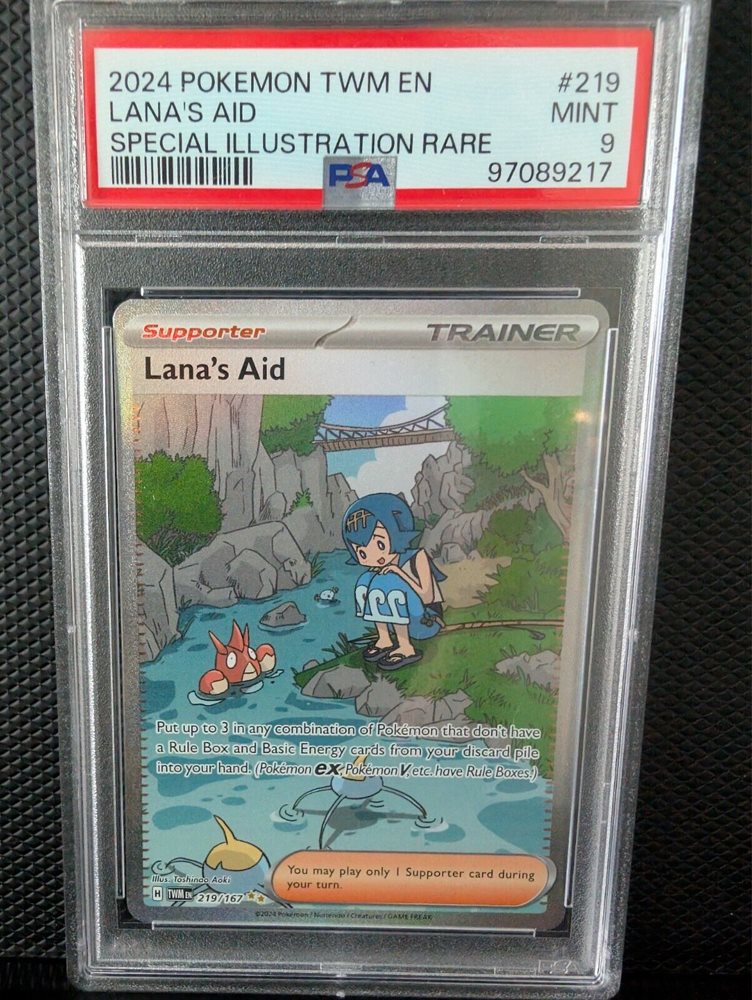 2024 POKEMON TWM EN #219
LANA'S AID MINT
SPECIAL ILLUSTRATION RARE 9
PSA 97089217
Supporter TRAINER
Lana's Aid
Put up to 3 in any combination of Pokémon that don't have
a Rule Box and Basic Energy cards from your discard pile
into your hand. (Pokémon ex, Pokémon V, etc. have Rule Boxes.)
You may play only 1 Supporter card during
your turn.
Illus. Toshinao Aoki
H TWM EN 219/167
©2024 Pokémon / Nintendo / Creatures / GAME FREAK